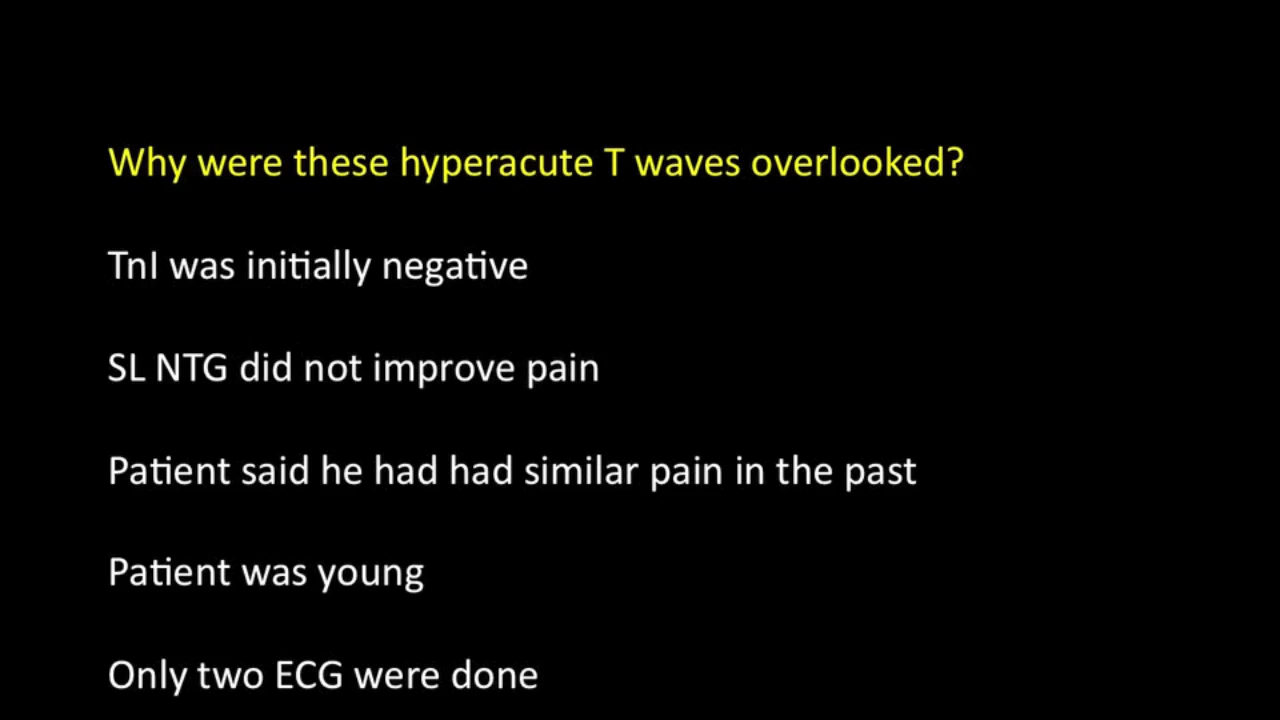 Why were these hyperacute T waves overlooked?
TnI was initially negative
SL NTG did not improve pain
Patient said he had had similar pain in the past
Patient was young
Only two ECG were done